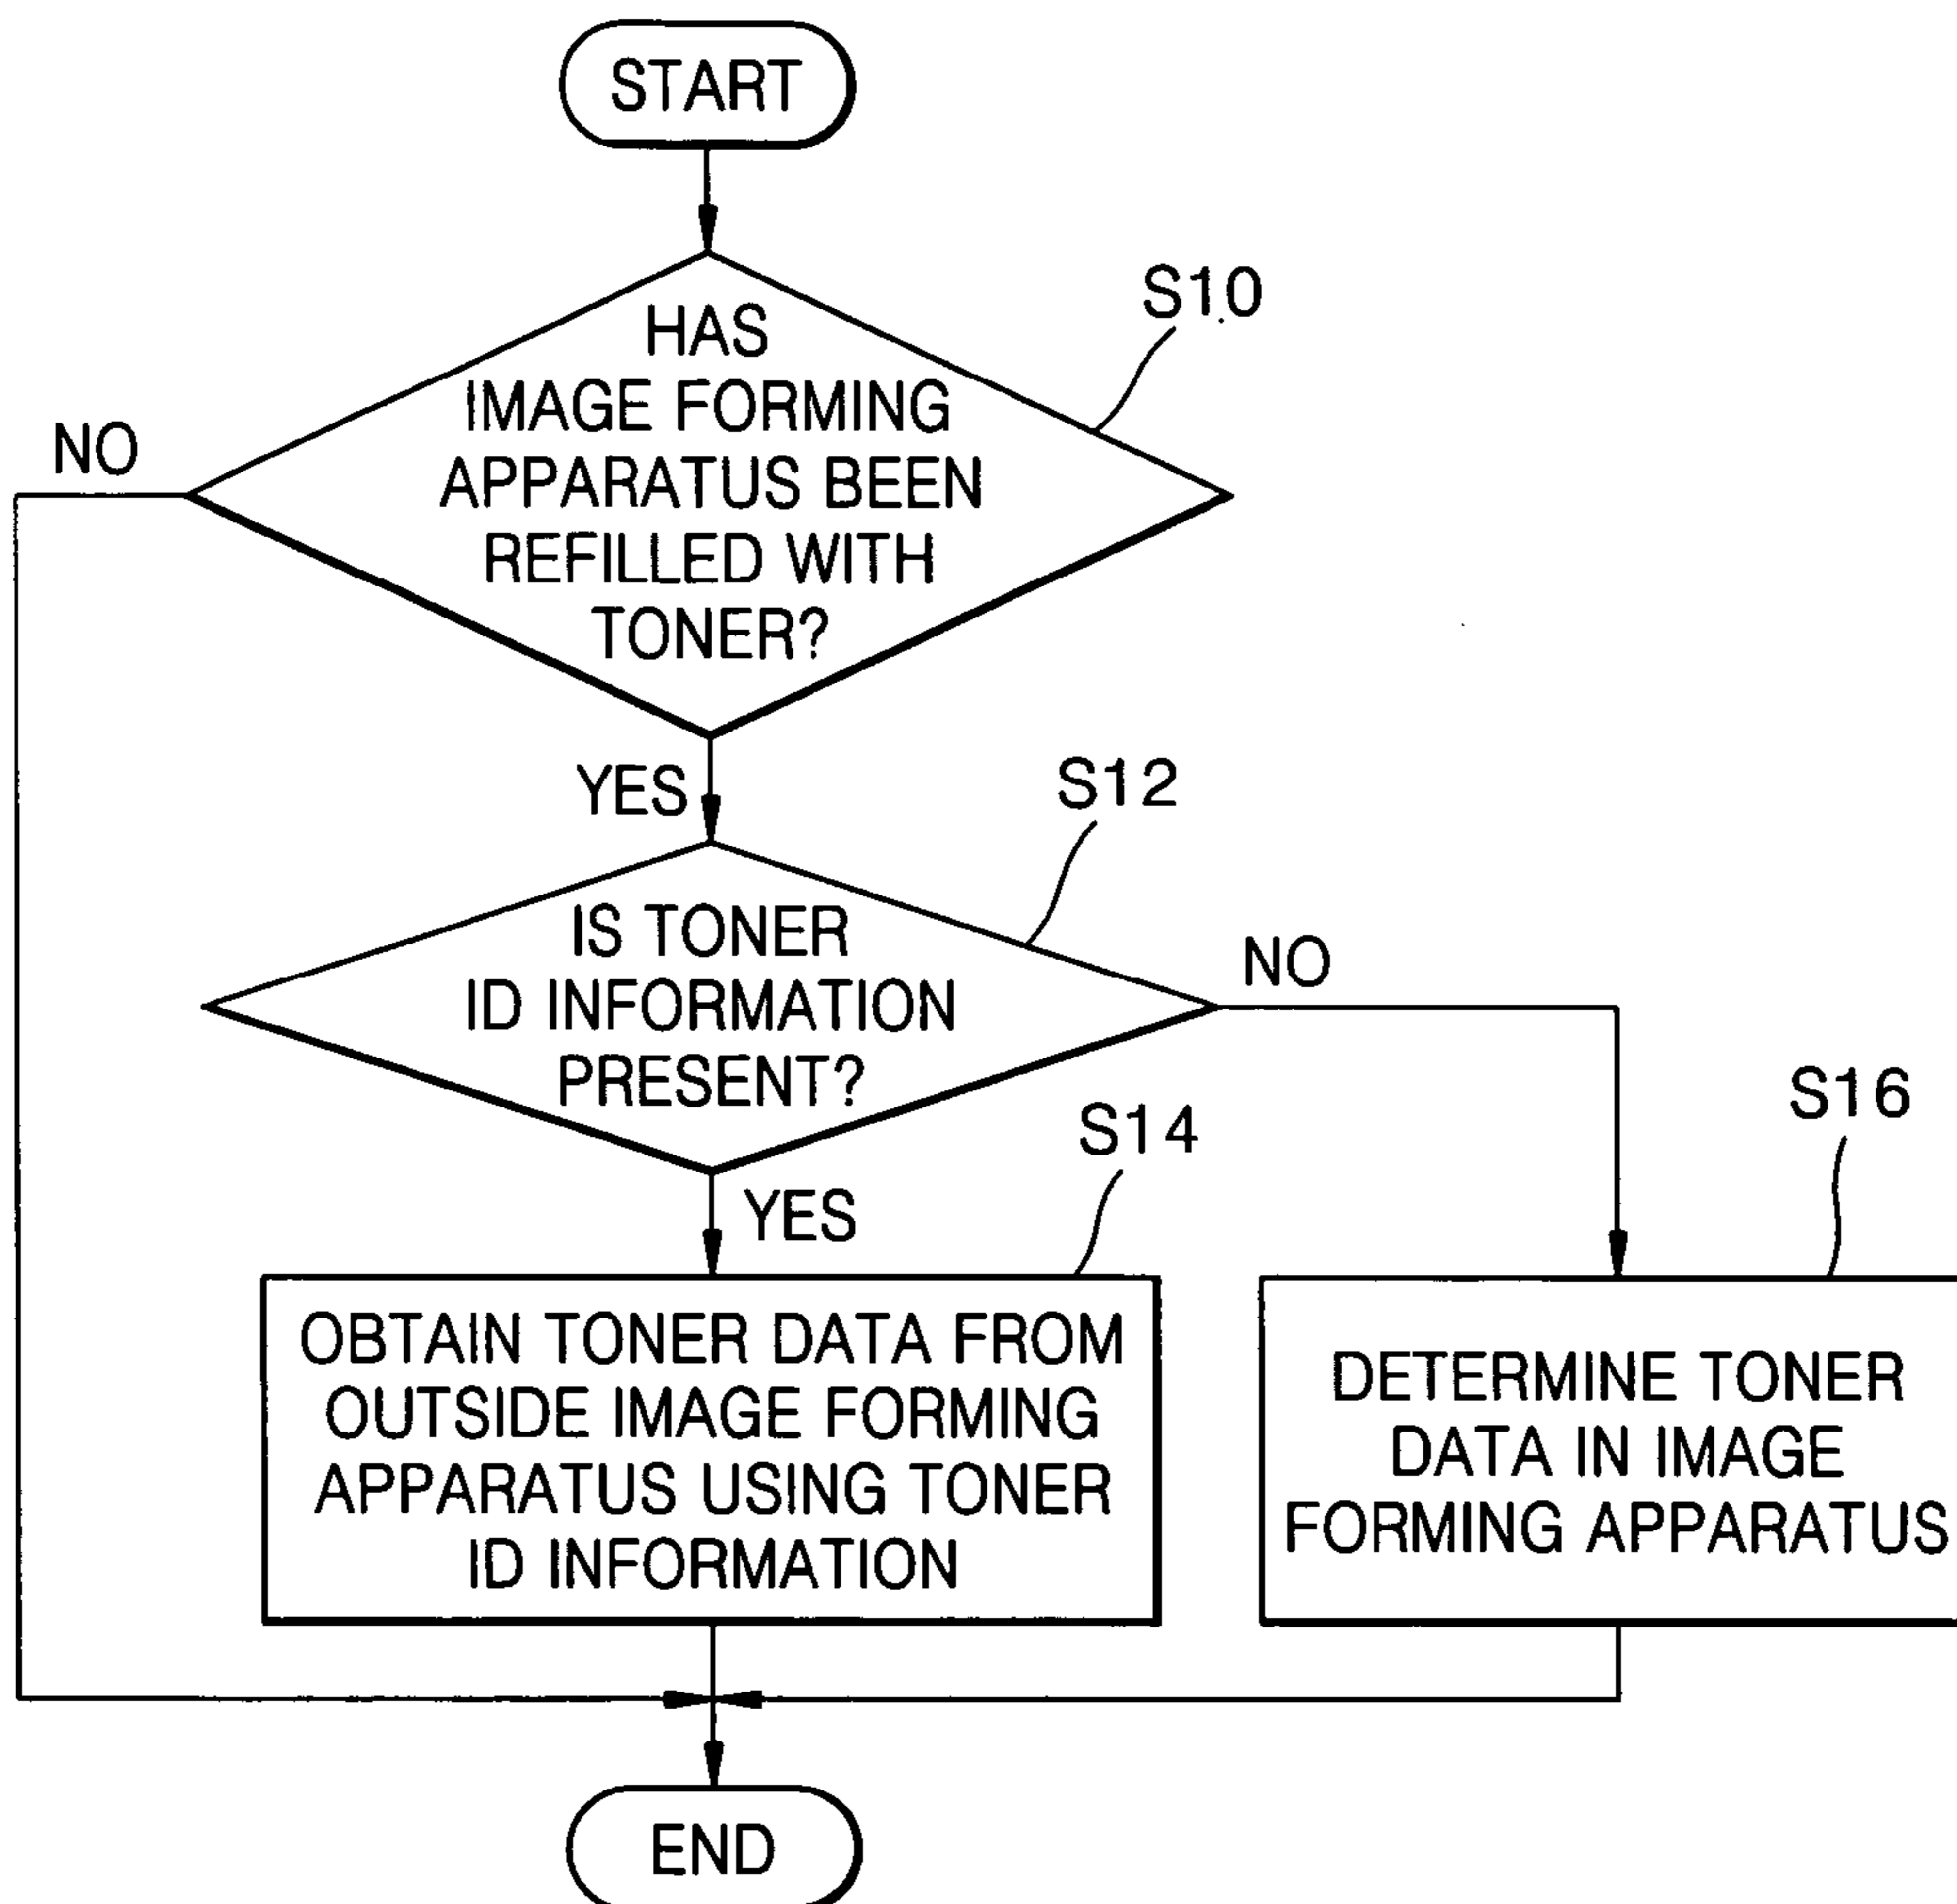 START
S10
HAS
IMAGE FORMING
APPARATUS BEEN
REFILLED WITH
TONER?
NO
YES
S12
IS TONER
ID INFORMATION
PRESENT?
NO
YES
S14
S16
OBTAIN TONER DATA FROM
OUTSIDE IMAGE FORMING
APPARATUS USING TONER
ID INFORMATION
DETERMINE TONER
DATA IN IMAGE
FORMING APPARATUS
END